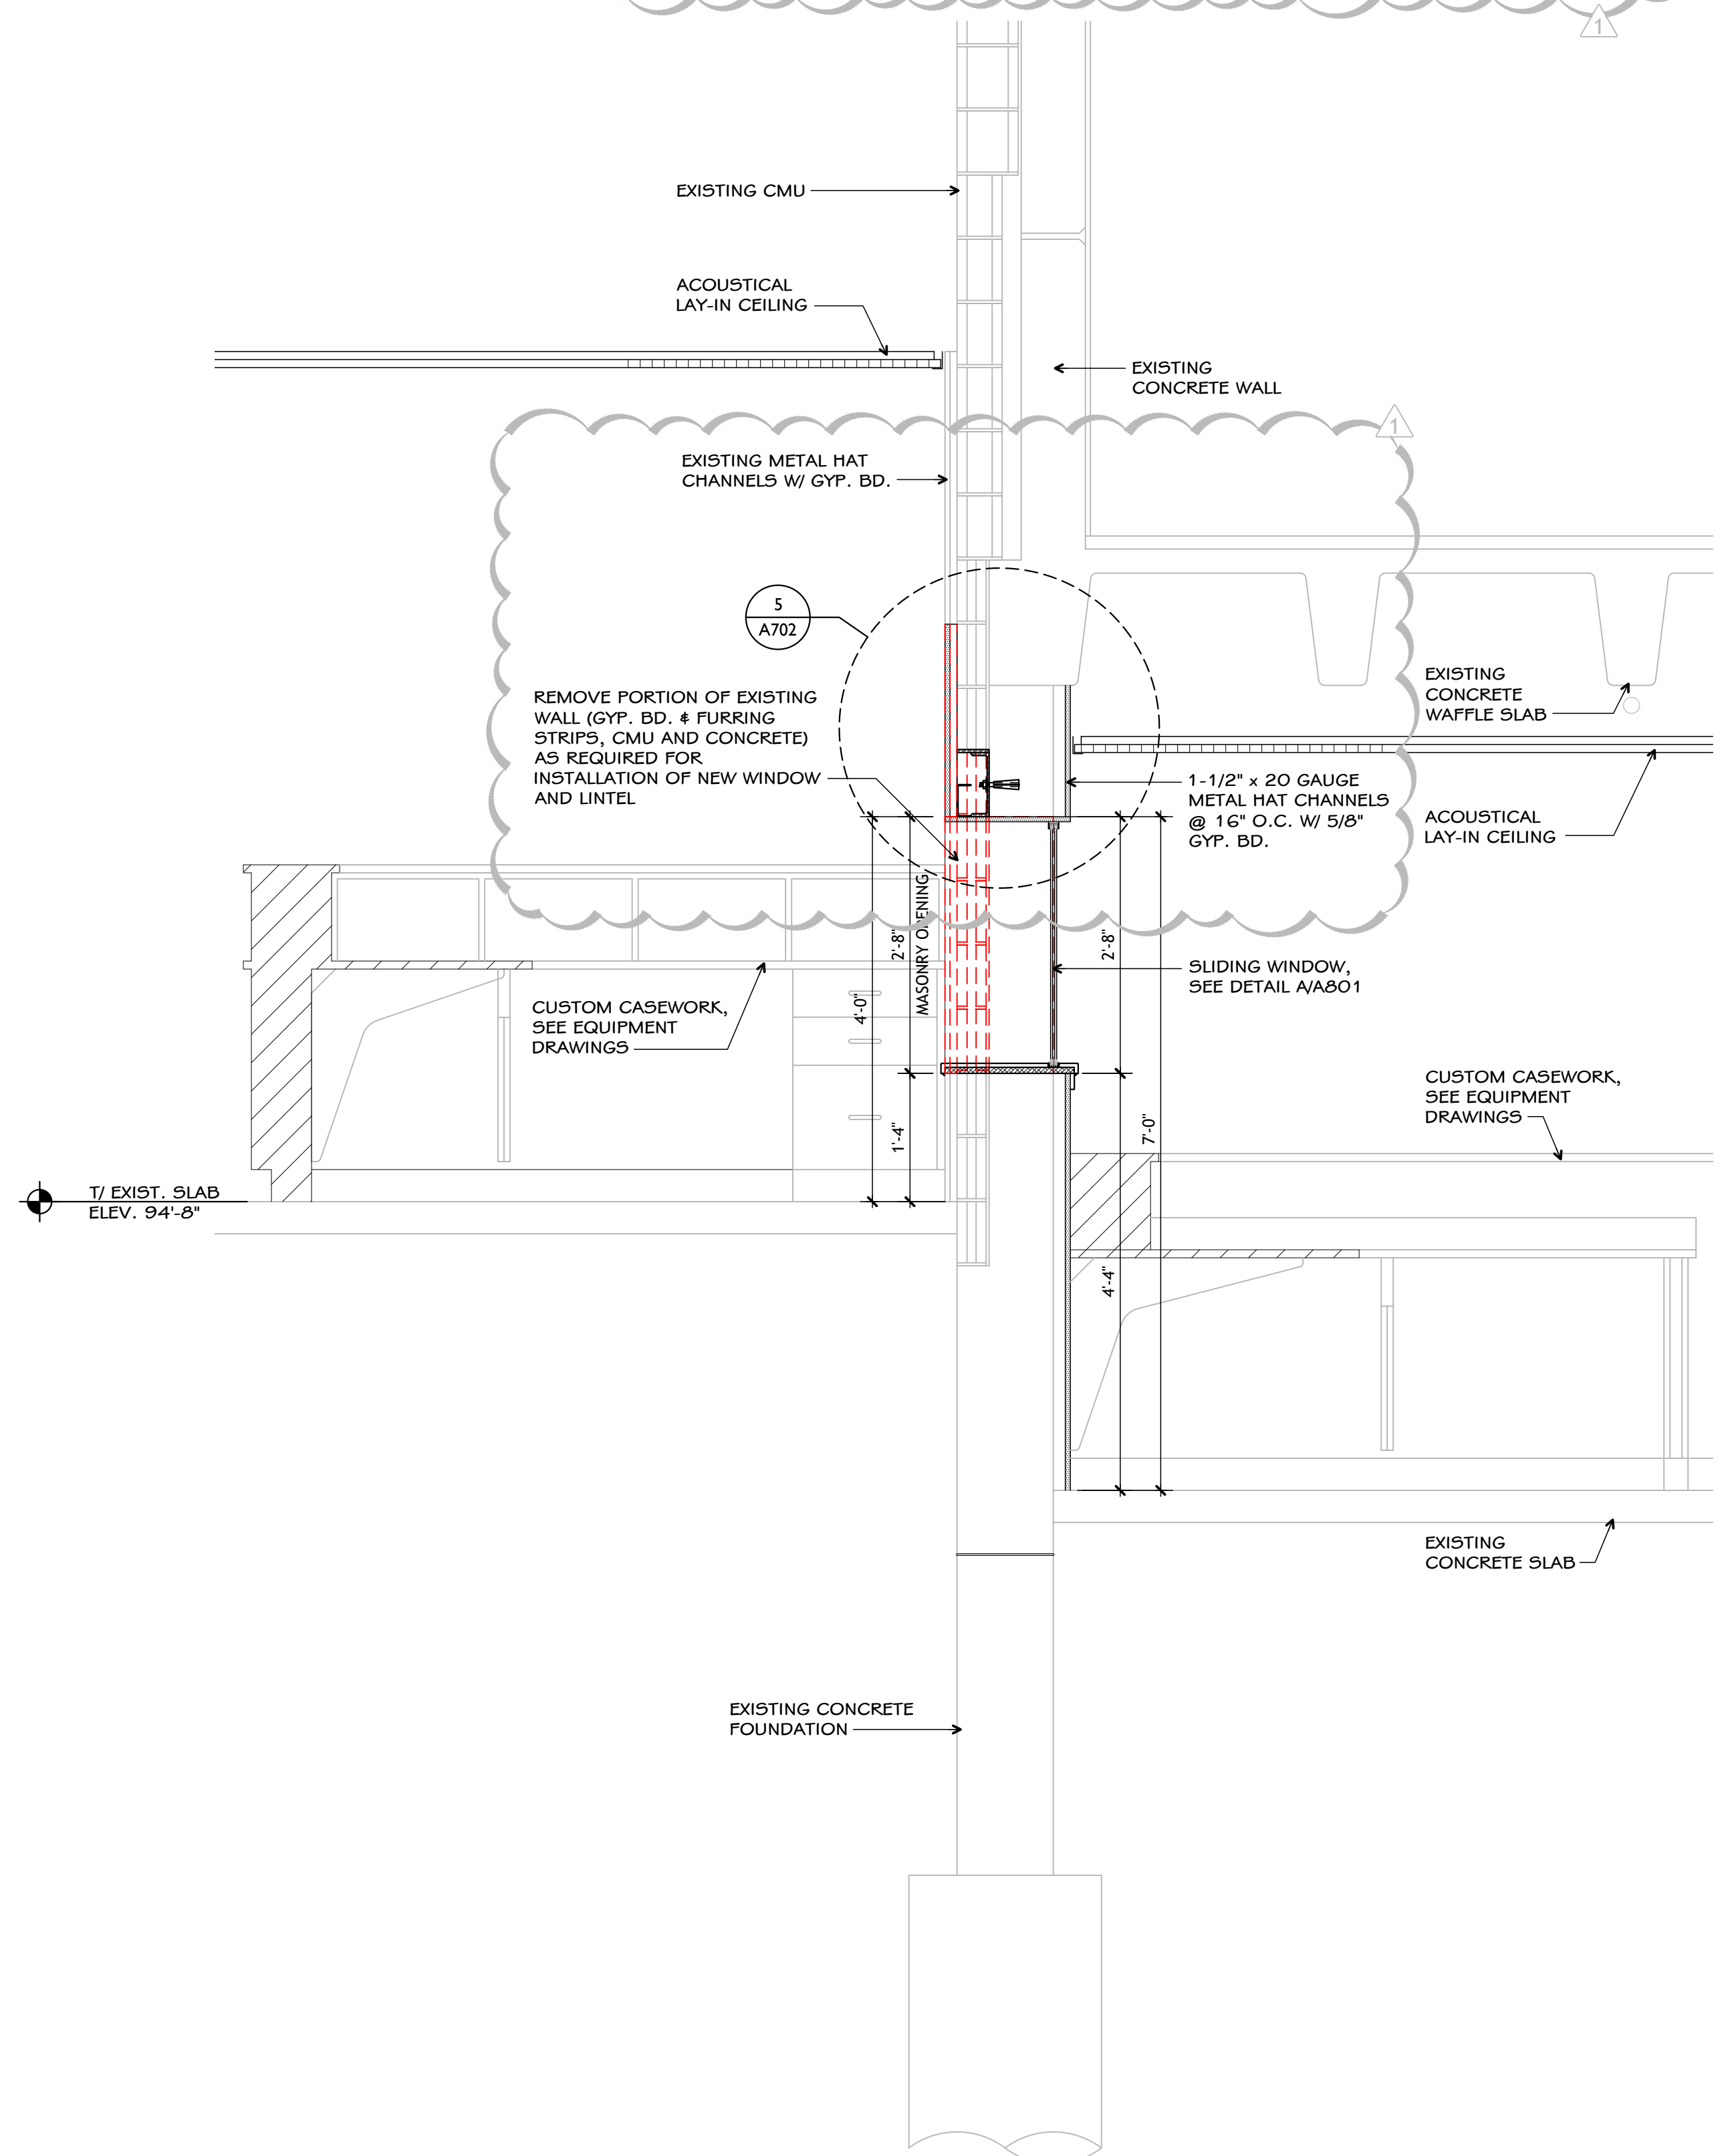 1
EXISTING CMU
ACOUSTICAL
LAY-IN CEILING
EXISTING
CONCRETE WALL
1
EXISTING METAL HAT
CHANNELS W/ GYP. BD.
5
A702
REMOVE PORTION OF EXISTING
WALL (GYP. BD. & FURRING
STRIPS, CMU AND CONCRETE)
AS REQUIRED FOR
INSTALLATION OF NEW WINDOW
AND LINTEL
EXISTING
CONCRETE
WAFFLE SLAB
1-1/2" x 20 GAUGE
METAL HAT CHANNELS
@ 16" O.C. W/ 5/8"
GYP. BD.
ACOUSTICAL
LAY-IN CEILING
4'-0"
2'-8"
MASONRY OPENING
2'-8"
SLIDING WINDOW,
SEE DETAIL A/A801
CUSTOM CASEWORK,
SEE EQUIPMENT
DRAWINGS
CUSTOM CASEWORK,
SEE EQUIPMENT
DRAWINGS
1'-4"
7'-0"
T/ EXIST. SLAB
ELEV. 94'-8"
4'-4"
EXISTING
CONCRETE SLAB
EXISTING CONCRETE
FOUNDATION